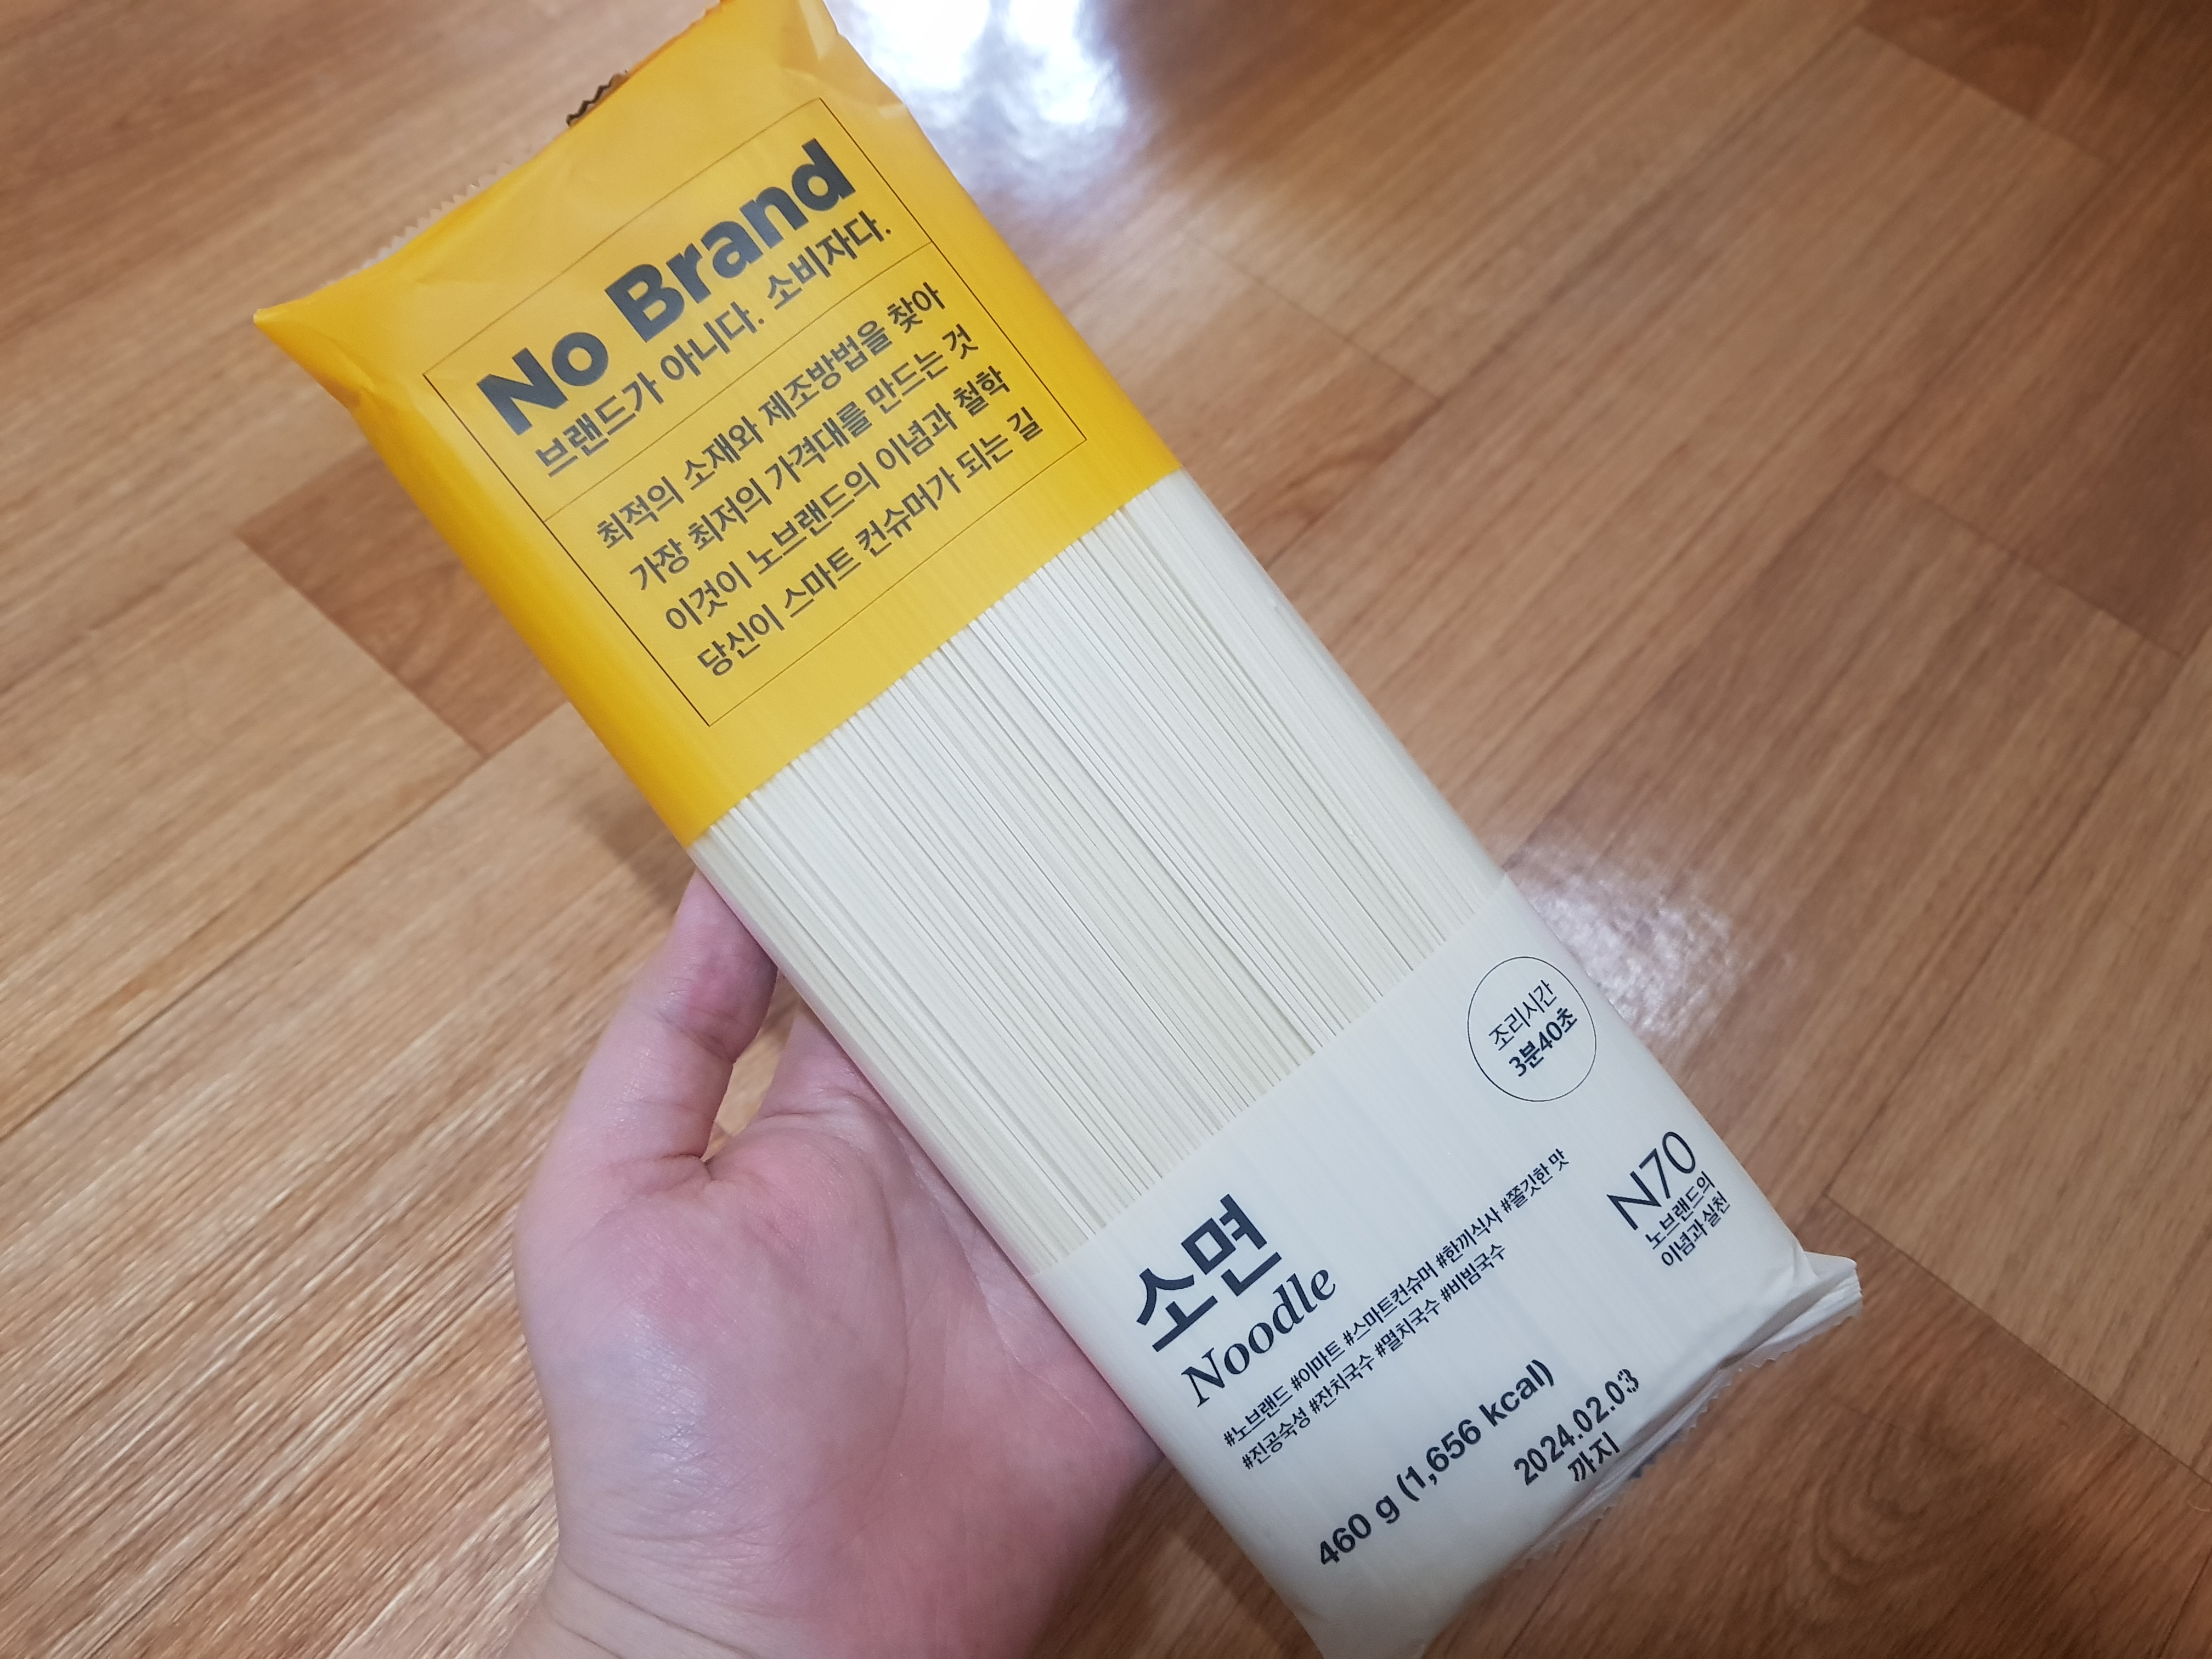 No Brand
브랜드가 아니다. 소비자다.
최적의 소재와 제조방법을 찾아
가장 최저의 가격대를 만드는 것
이것이 노브랜드의 이념과 철학
당신이 스마트 컨슈머가 되는 길
조리시간
3분40초
N70
노브랜드의
이념과 실천
소면
Noodle
#노브랜드 #이마트 #스마트컨슈머 #한끼식사 #쫄깃한 맛
#진공숙성 #잔치국수 #멸치국수 #비빔국수
460 g (1,656 kcal)
2024.02.03
까지